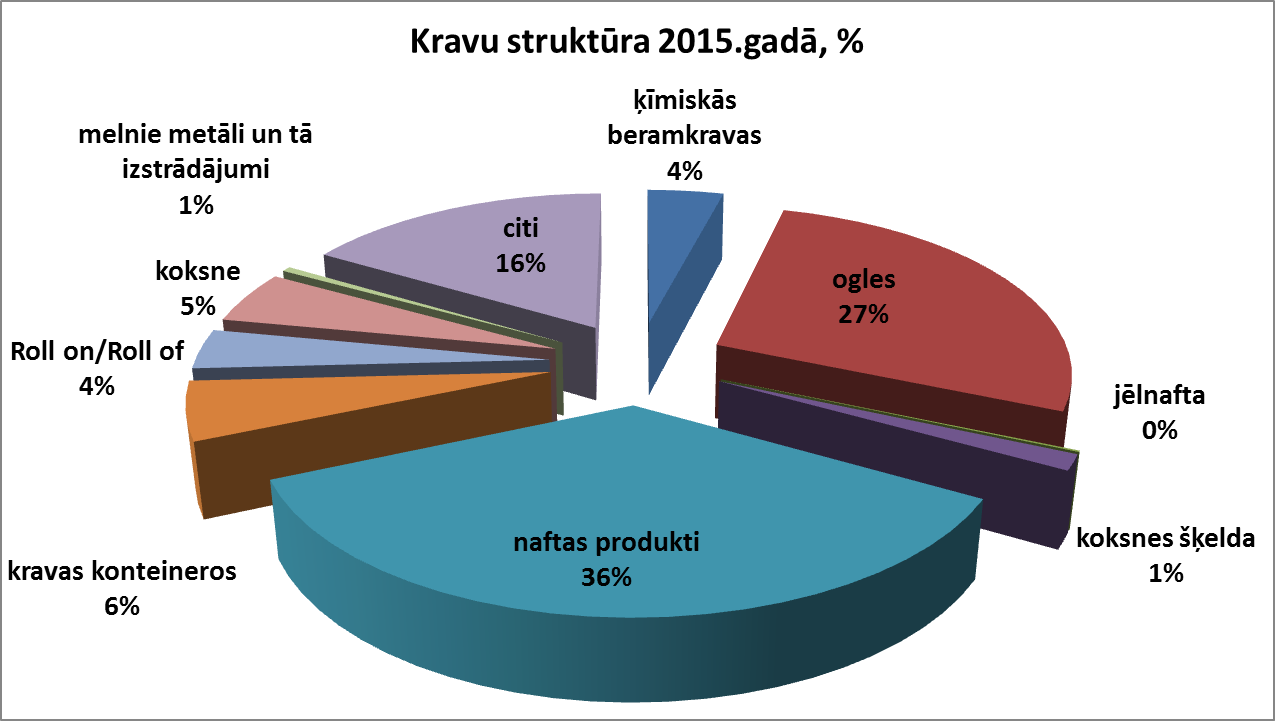 Kravu struktūra 2015.gadā, %
ķīmiskās
beramkravas
4%
ogles
27%
jēlnafta
0%
koksnes šķelda
1%
naftas produkti
36%
kravas konteineros
6%
Roll on/Roll of
4%
koksne
5%
melnie metāli un tā
izstrādājumi
1%
citi
16%